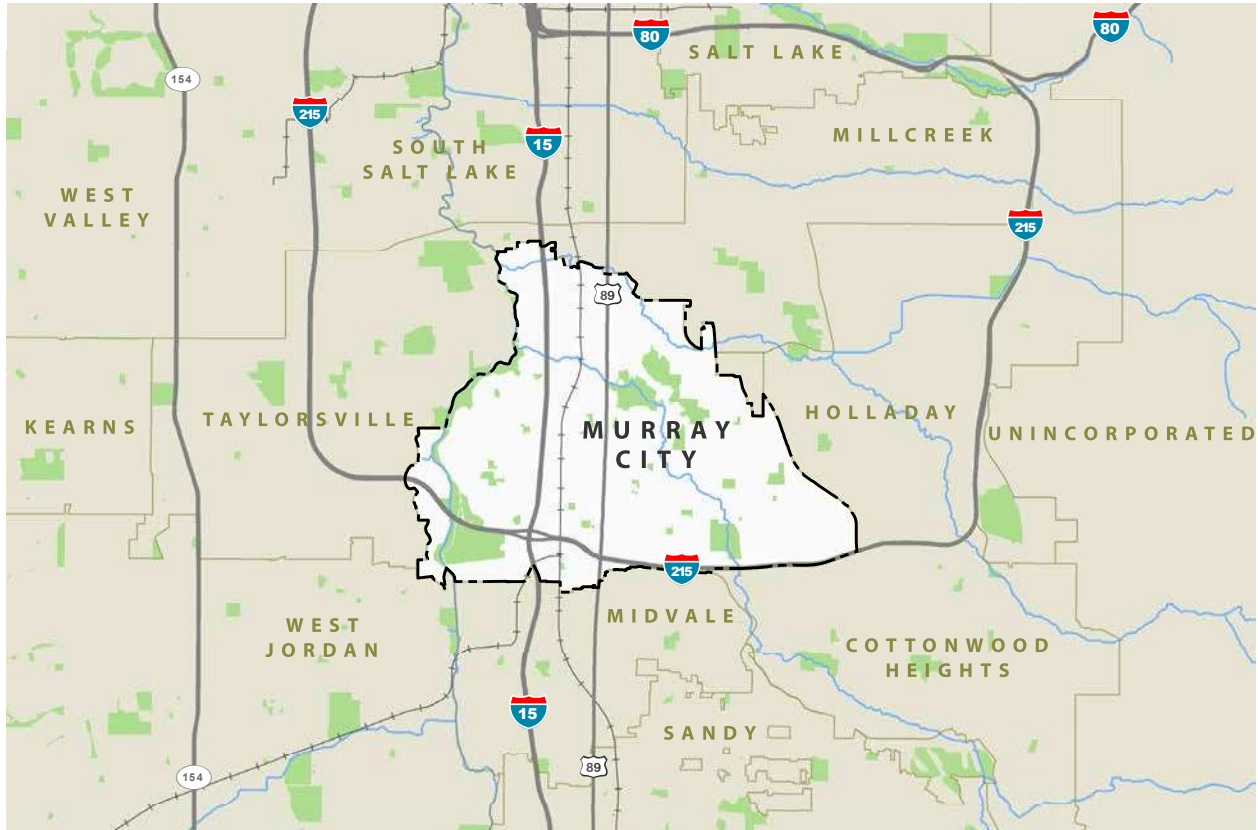 80
80
SALT LAKE
154
215
15
MILLCREEK
SOUTH
SALT LAKE
WEST
VALLEY
215
89
MURRAY
CITY
KEARNS
TAYLORSVILLE
HOLLADAY
UNINCORPORATED
215
MIDVALE
WEST
JORDAN
COTTONWOOD
HEIGHTS
15
SANDY
89
154